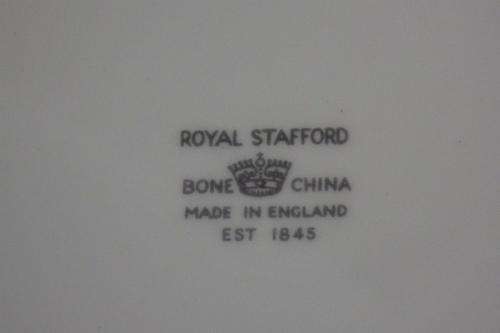 ROYAL STAFFORD
BONE CHINA
MADE IN ENGLAND
EST 1845